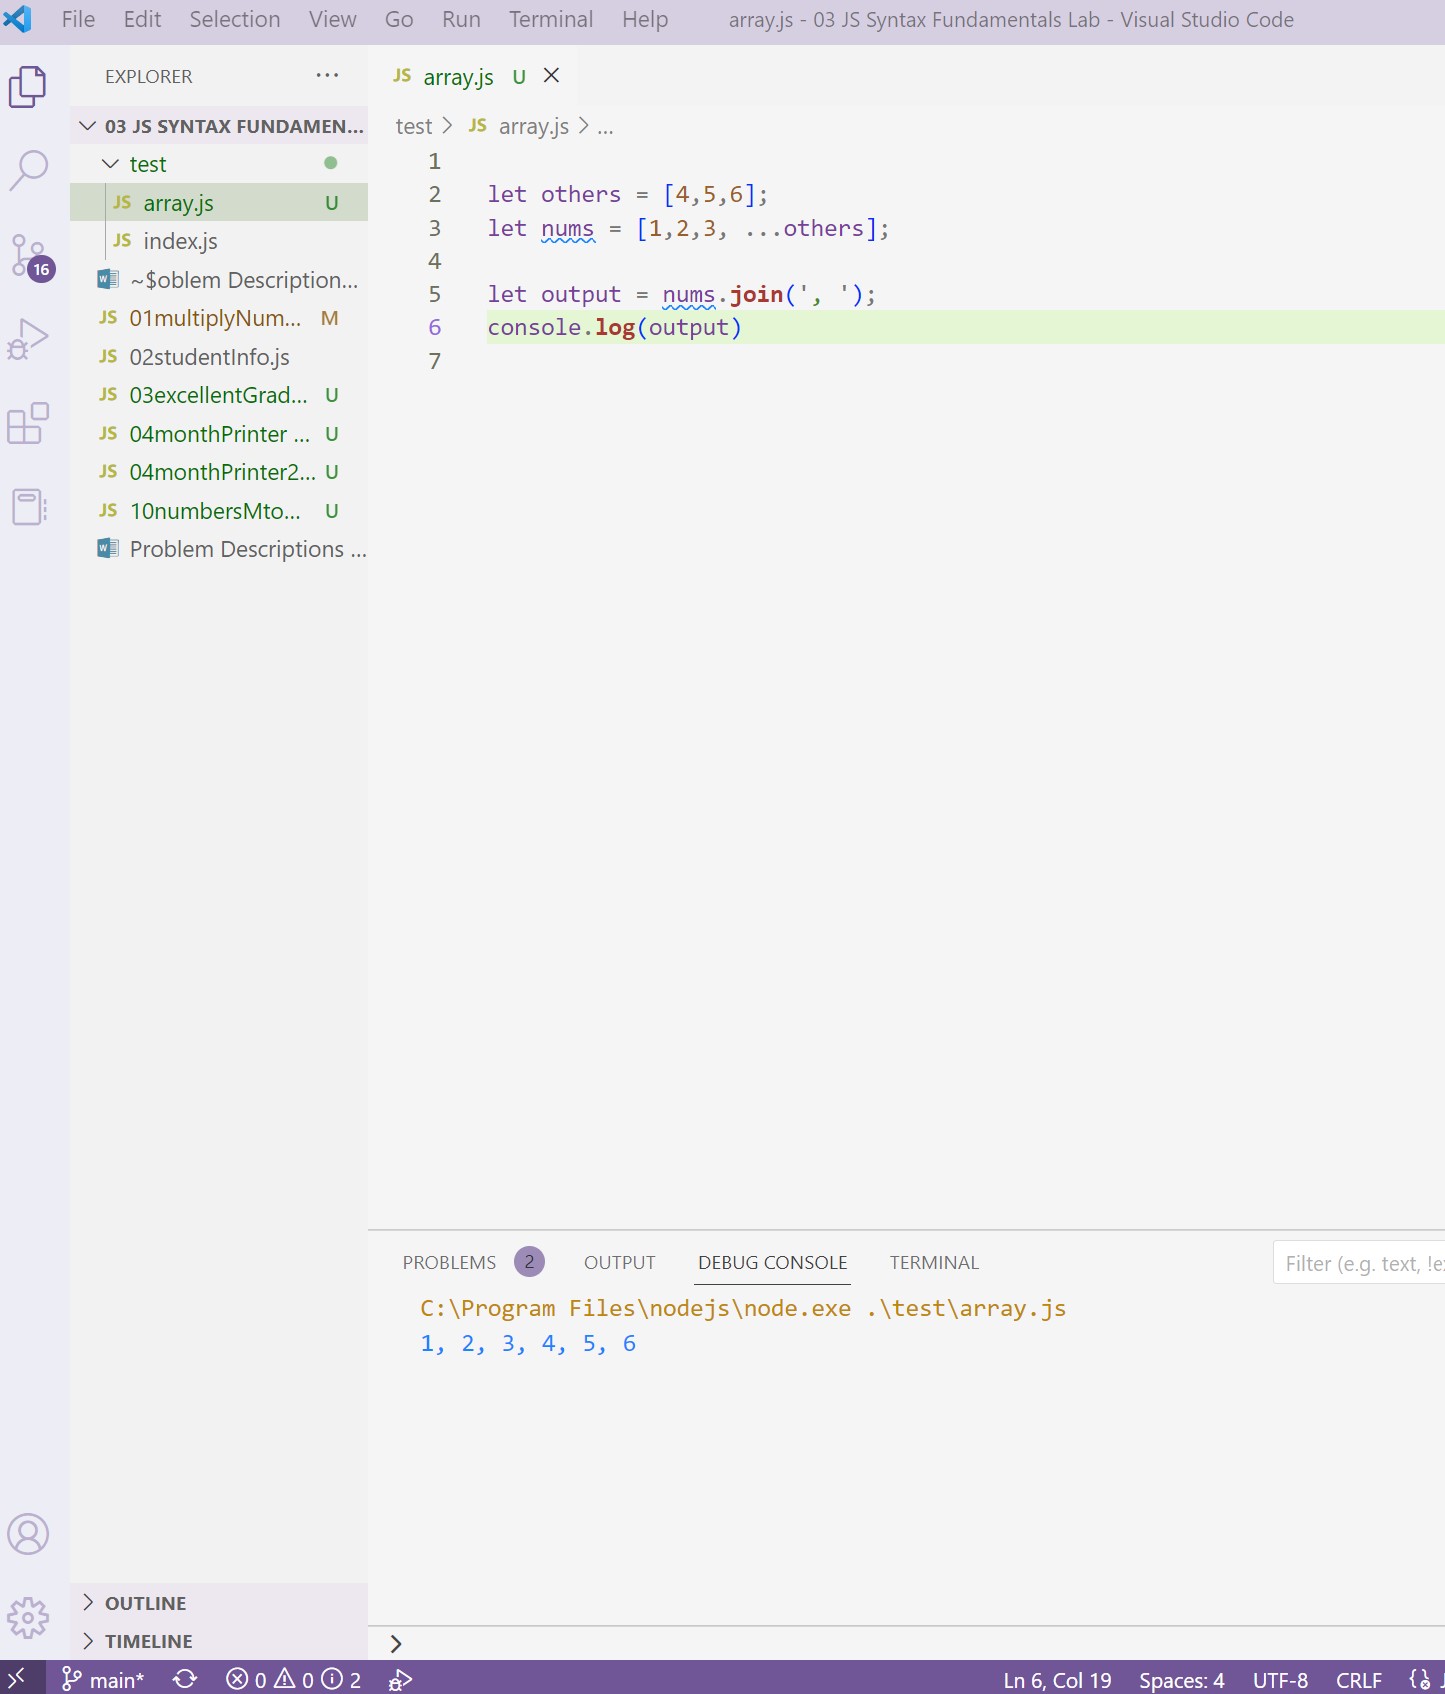 File Edit Selection View Go Run Terminal Help array.js - 03 JS Syntax Fundamentals Lab - Visual Studio Code
EXPLORER ...
03 JS SYNTAX FUNDAMEN...
test
JS array.js U
JS index.js
~$oblem Description...
JS 01multiplyNum... M
JS 02studentInfo.js
JS 03excellentGrad... U
JS 04monthPrinter ... U
JS 04monthPrinter2... U
JS 10numbersMto... U
Problem Descriptions ...
16
OUTLINE
TIMELINE
JS array.js U
test > JS array.js > ...
1
2 let others = [4,5,6];
3 let nums = [1,2,3, ...others];
4
5 let output = nums.join(', ');
6 console.log(output)
7
PROBLEMS 2 OUTPUT DEBUG CONSOLE TERMINAL Filter (e.g. text, !ex
C:\Program Files\nodejs\node.exe .\test\array.js
1, 2, 3, 4, 5, 6
>
main* 0 0 2 Ln 6, Col 19 Spaces: 4 UTF-8 CRLF